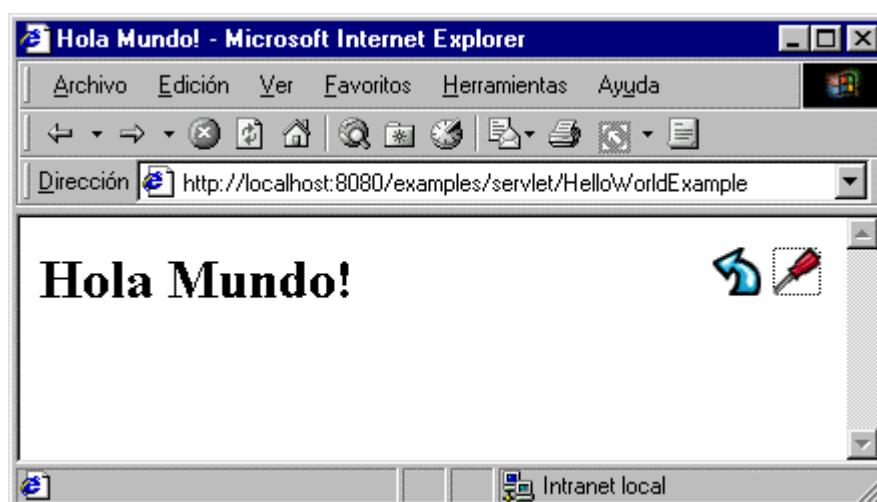 Hola Mundo! - Microsoft Internet Explorer
Archivo Edición Ver Favoritos Herramientas Ayuda
Dirección http://localhost:8080/examples/servlet/HelloWorldExample
Hola Mundo!
Intranet local